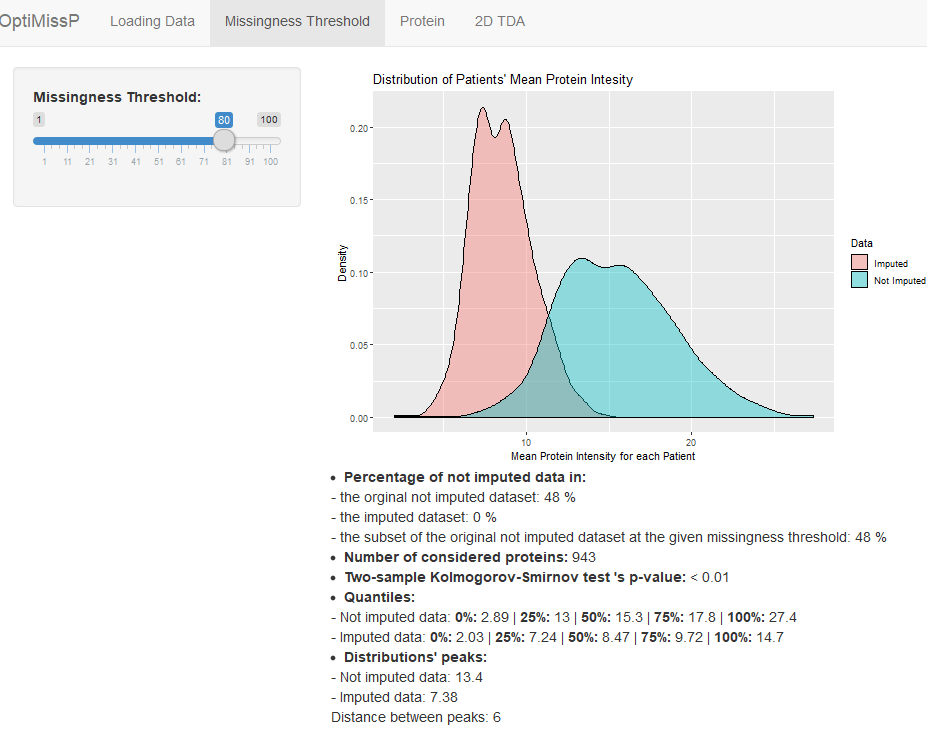 OptiMissP Loading Data Missingness Threshold Protein 2D TDA
Missingness Threshold:
1 80 100
1 11 21 31 41 51 61 71 81 91 100
Distribution of Patients' Mean Protein Intesity
0.20
0.15
0.10
0.05
0.00
Density
10 20
Mean Protein Intensity for each Patient
Data
Imputed
Not Imputed
• Percentage of not imputed data in:
- the orginal not imputed dataset: 48 %
- the imputed dataset: 0 %
- the subset of the original not imputed dataset at the given missingness threshold: 48 %
• Number of considered proteins: 943
• Two-sample Kolmogorov-Smirnov test 's p-value: < 0.01
• Quantiles:
- Not imputed data: 0%: 2.89 | 25%: 13 | 50%: 15.3 | 75%: 17.8 | 100%: 27.4
- Imputed data: 0%: 2.03 | 25%: 7.24 | 50%: 8.47 | 75%: 9.72 | 100%: 14.7
• Distributions' peaks:
- Not imputed data: 13.4
- Imputed data: 7.38
Distance between peaks: 6